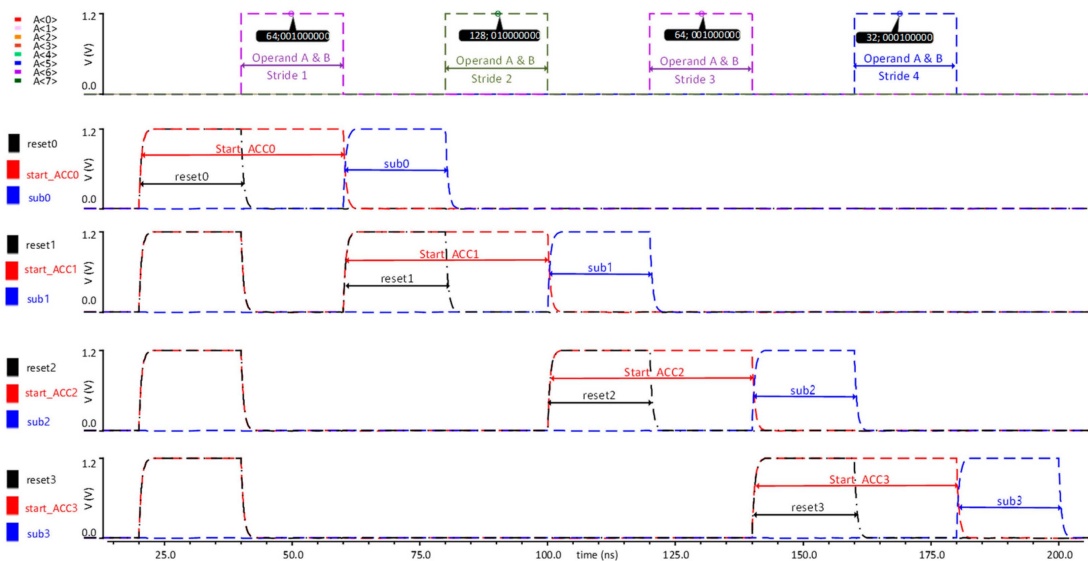 A<0>
A<1>
A<2>
A<3>
A<4>
A<5>
A<6>
A<7>
V (V)
1.2
0.0
64;001000000
128; 010000000
64; 001000000
32; 000100000
Operand A & B
Stride 1
Operand A & B
Stride 2
Operand A & B
Stride 3
Operand A & B
Stride 4
reset0
start_ACC0
sub0
V (V)
1.2
0.0
Start_ACC0
reset0
sub0
reset1
start_ACC1
sub1
V (V)
1.2
0.0
Start_ACC1
reset1
sub1
reset2
start_ACC2
sub2
V (V)
1.2
0.0
Start_ACC2
reset2
sub2
reset3
start_ACC3
sub3
V (V)
1.2
0.0
Start_ACC3
reset3
sub3
25.0 50.0 75.0 100.0 time (ns) 125.0 150.0 175.0 200.0